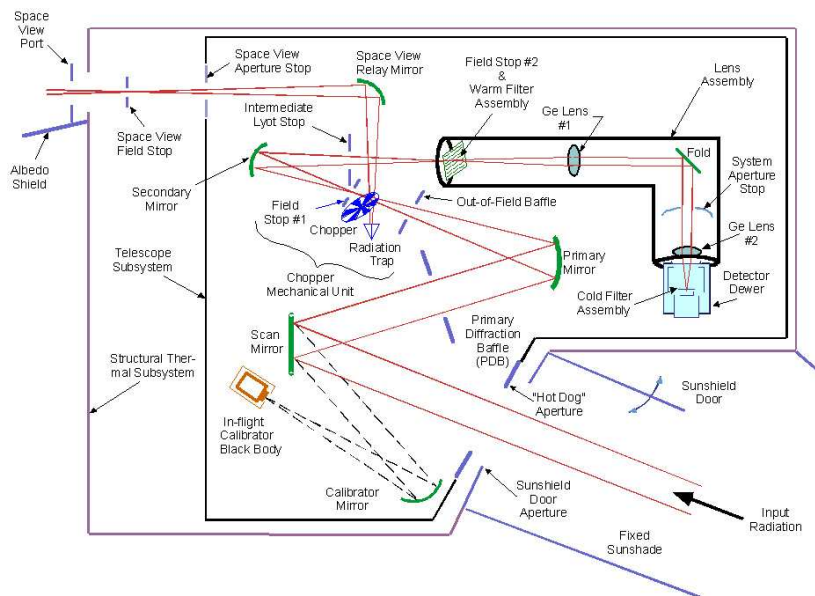 Space
View
Port
Space View
Aperture Stop
Space View
Relay Mirror
Field Stop #2
&
Warm Filter
Assembly
Lens
Assembly
Ge Lens
#1
Intermediate
Lyot Stop
Space View
Field Stop
Albedo
Shield
Fold
System
Aperture
Stop
Secondary
Mirror
Field
Stop #1
Chopper
Out-of-Field Baffle
Radiation
Trap
Ge Lens
#2
Telescope
Subsystem
Chopper
Mechanical Unit
Primary
Mirror
Cold Filter
Assembly
Detector
Dewer
Scan
Mirror
Primary
Diffraction
Baffle
(PDB)
Structural Ther-
mal Subsystem
Sunshield
Door
"Hot Dog"
Aperture
In-flight
Calibrator
Black Body
Calibrator
Mirror
Sunshield
Door
Aperture
Input
Radiation
Fixed
Sunshade